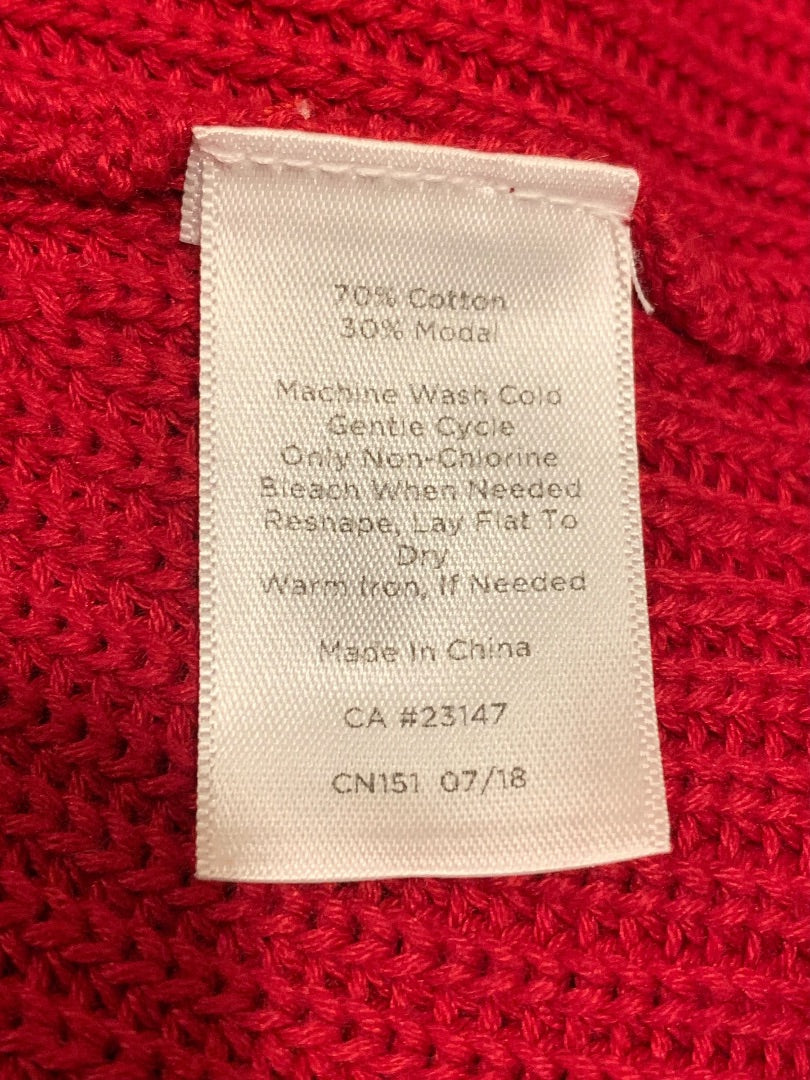 70% Cotton
30% Modal
Machine Wash Cold
Gentle Cycle
Only Non-Chlorine
Bleach When Needed
Reshape, Lay Flat To
Dry
Warm Iron, If Needed
Made In China
CA #23147
CN151 07/18